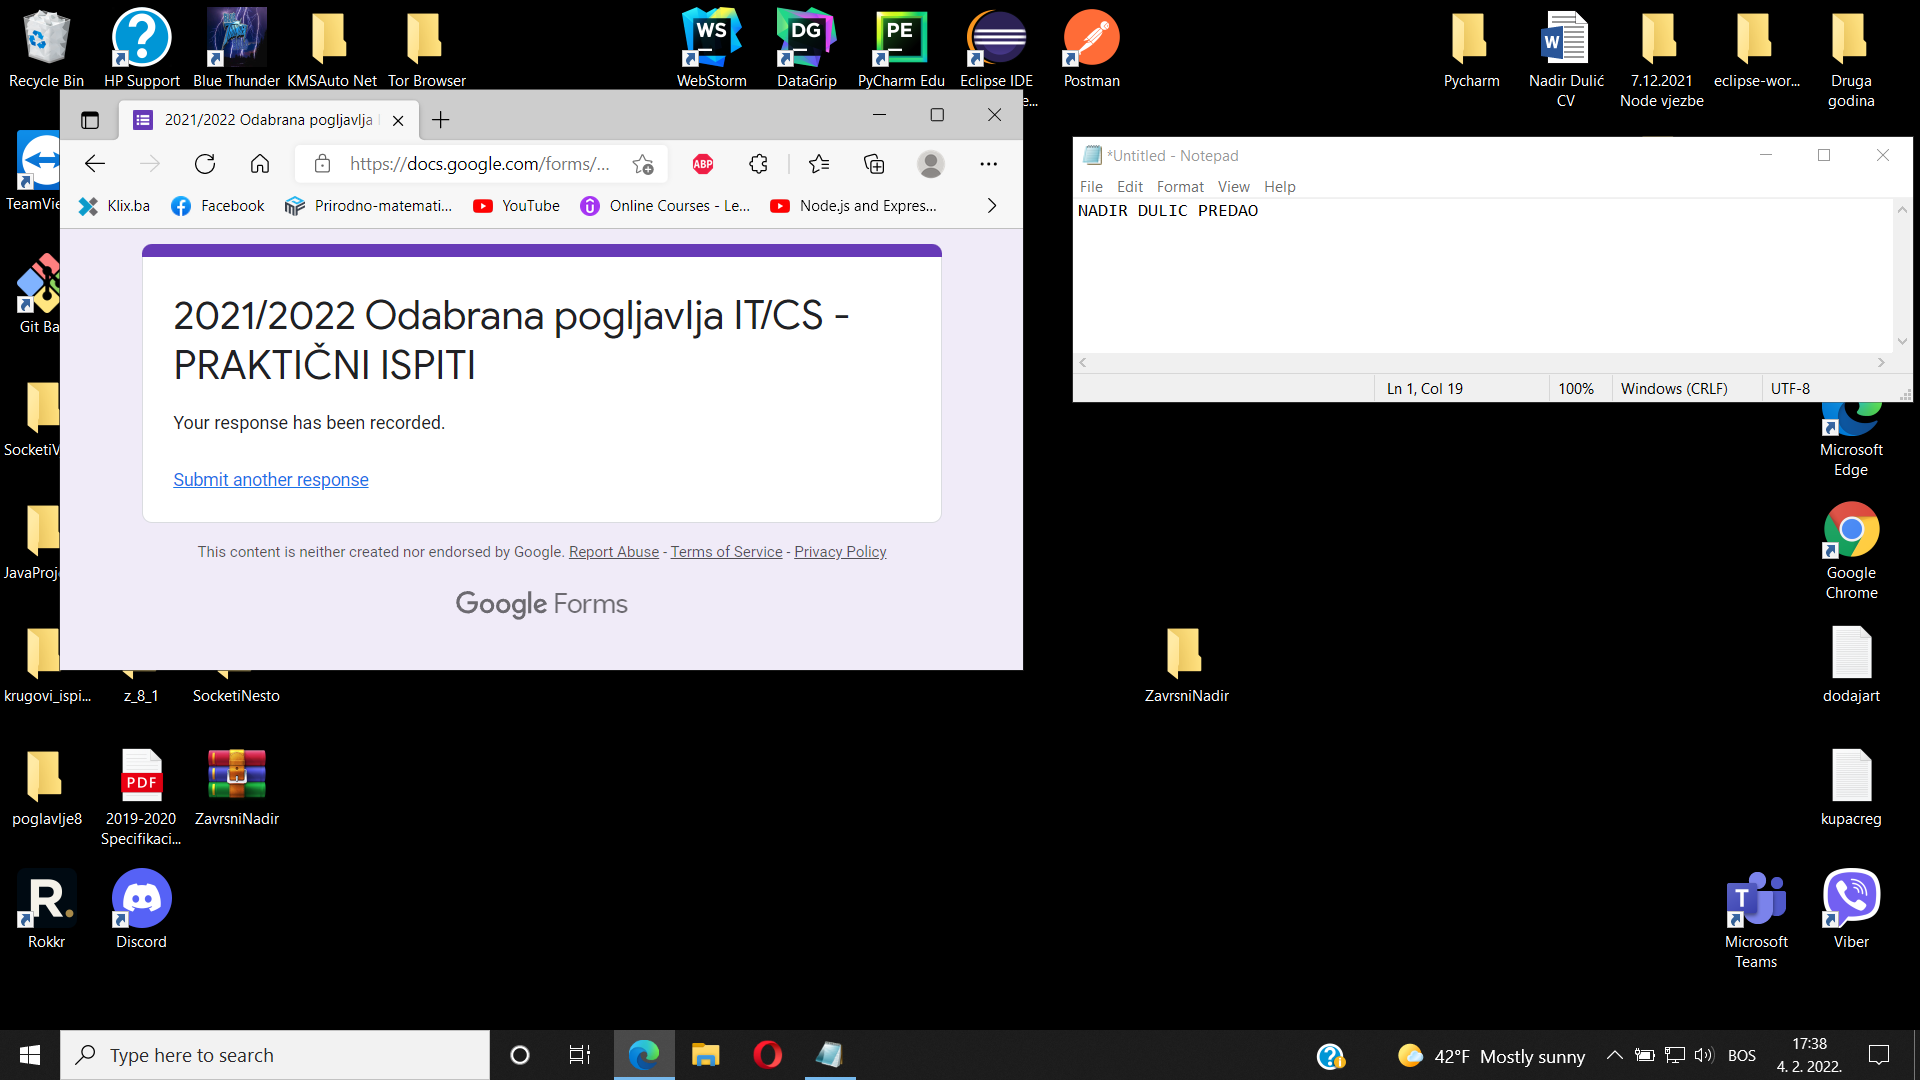 Recycle Bin
HP Support
Blue Thunder
KMSAuto Net
Tor Browser
WS
WebStorm
DG
DataGrip
PE
PyCharm Edu
Eclipse IDE
e...
Postman
Pycharm
W
Nadir Dulić
CV
7.12.2021
Node vjezbe
eclipse-wor...
Druga
godina
2021/2022 Odabrana pogljavlja
https://docs.google.com/forms/...
ABP
Klix.ba
Facebook
Prirodno-matemati...
YouTube
Online Courses - Le...
Node.js and Expres...
2021/2022 Odabrana pogljavlja IT/CS -
PRAKTIČNI ISPITI
Your response has been recorded.
Submit another response
This content is neither created nor endorsed by Google. Report Abuse - Terms of Service - Privacy Policy
Google Forms
*Untitled - Notepad
File Edit Format View Help
NADIR DULIC PREDAO
Ln 1, Col 19
100%
Windows (CRLF)
UTF-8
TeamVie
Git Ba
SocketiV
JavaProj
krugovi_ispi...
z_8_1
SocketiNesto
poglavlje8
PDF
2019-2020
Specifikaci...
ZavrsniNadir
R.
Rokkr
Discord
ZavrsniNadir
Microsoft
Edge
Google
Chrome
dodajart
kupacreg
T
Microsoft
Teams
Viber
Type here to search
42°F Mostly sunny
BOS
17:38
4. 2. 2022.